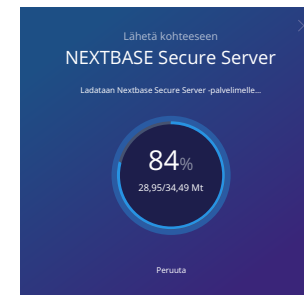 Lähetä kohteeseen
NEXTBASE Secure Server
Ladataan Nextbase Secure Server -palvelimelle...
84%
28,95/34,49 Mt
Peruuta